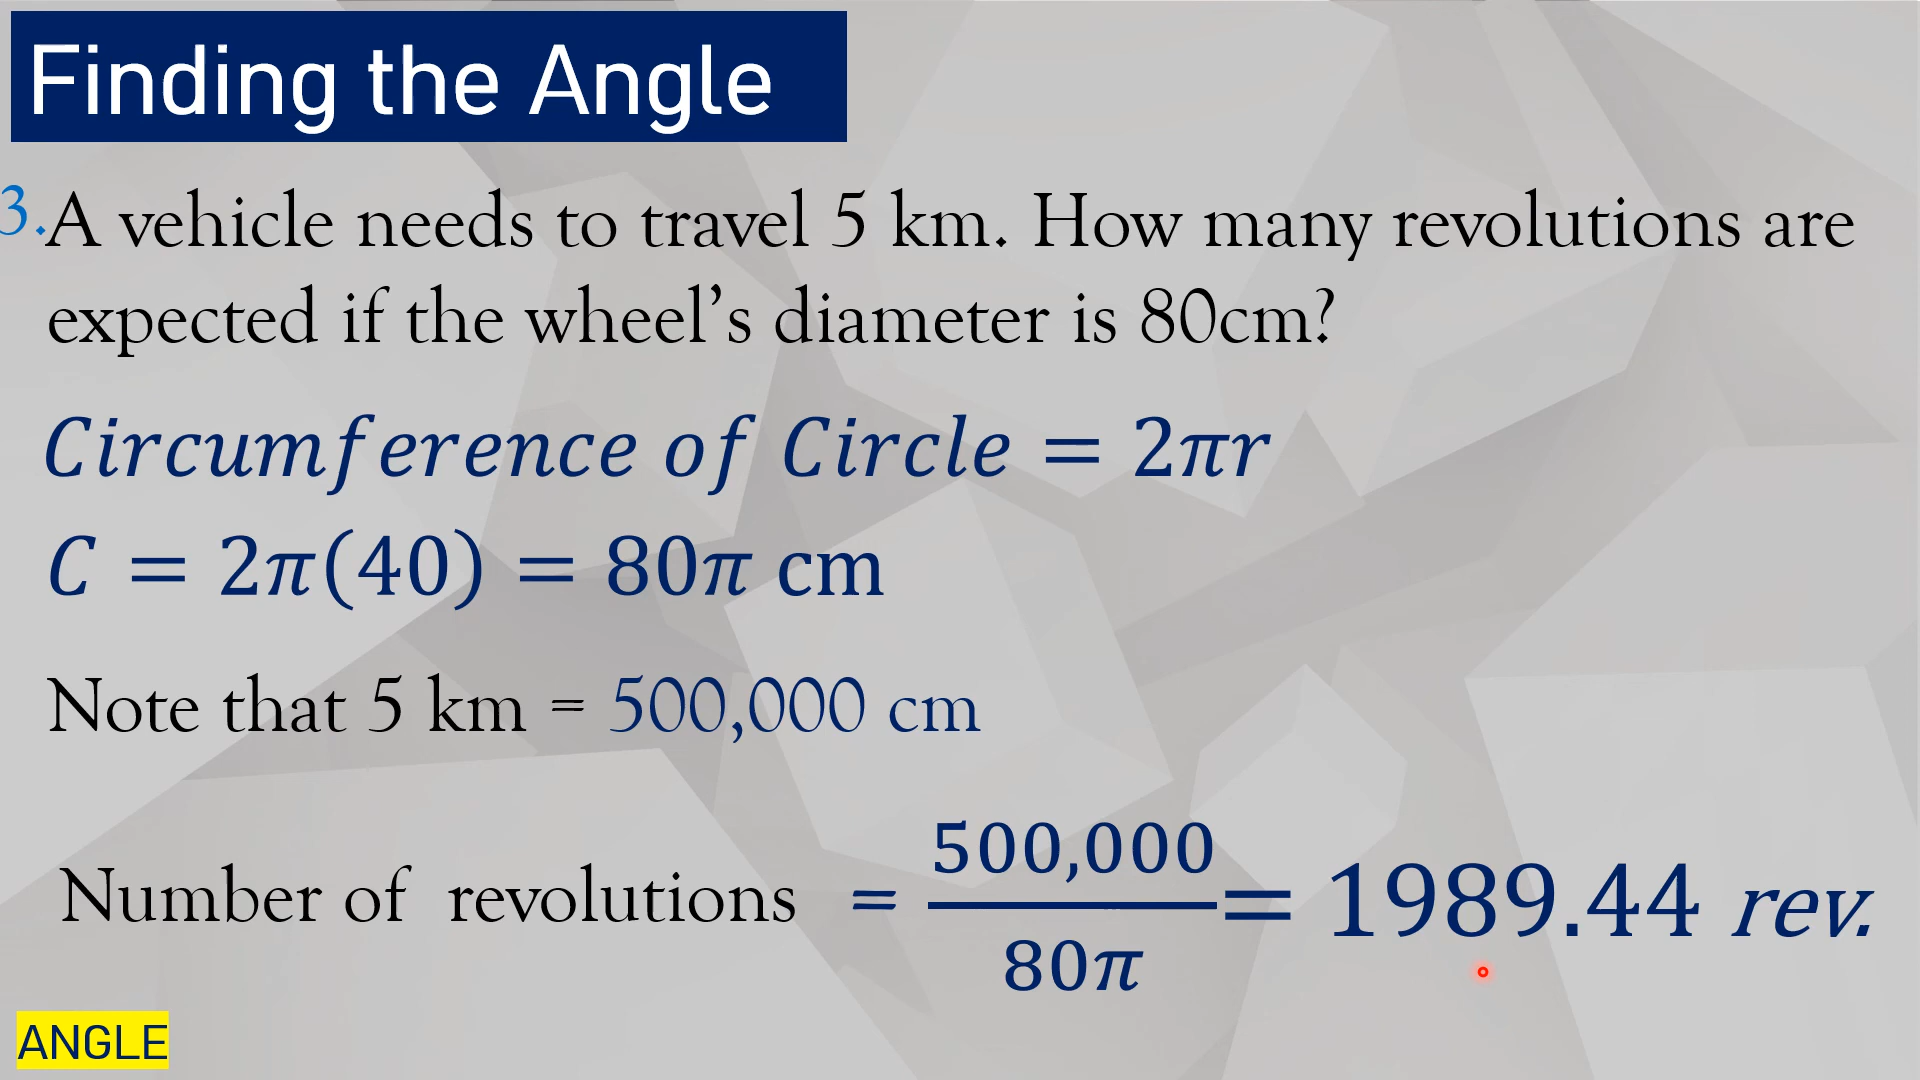 Finding the Angle
3. A vehicle needs to travel 5 km. How many revolutions are
expected if the wheel's diameter is 80cm?
Circumference of Circle = 2πr
C = 2π(40) = 80π cm
Note that 5 km = 500,000 cm
Number of revolutions = 500,000/80π = 1989.44 rev.
ANGLE